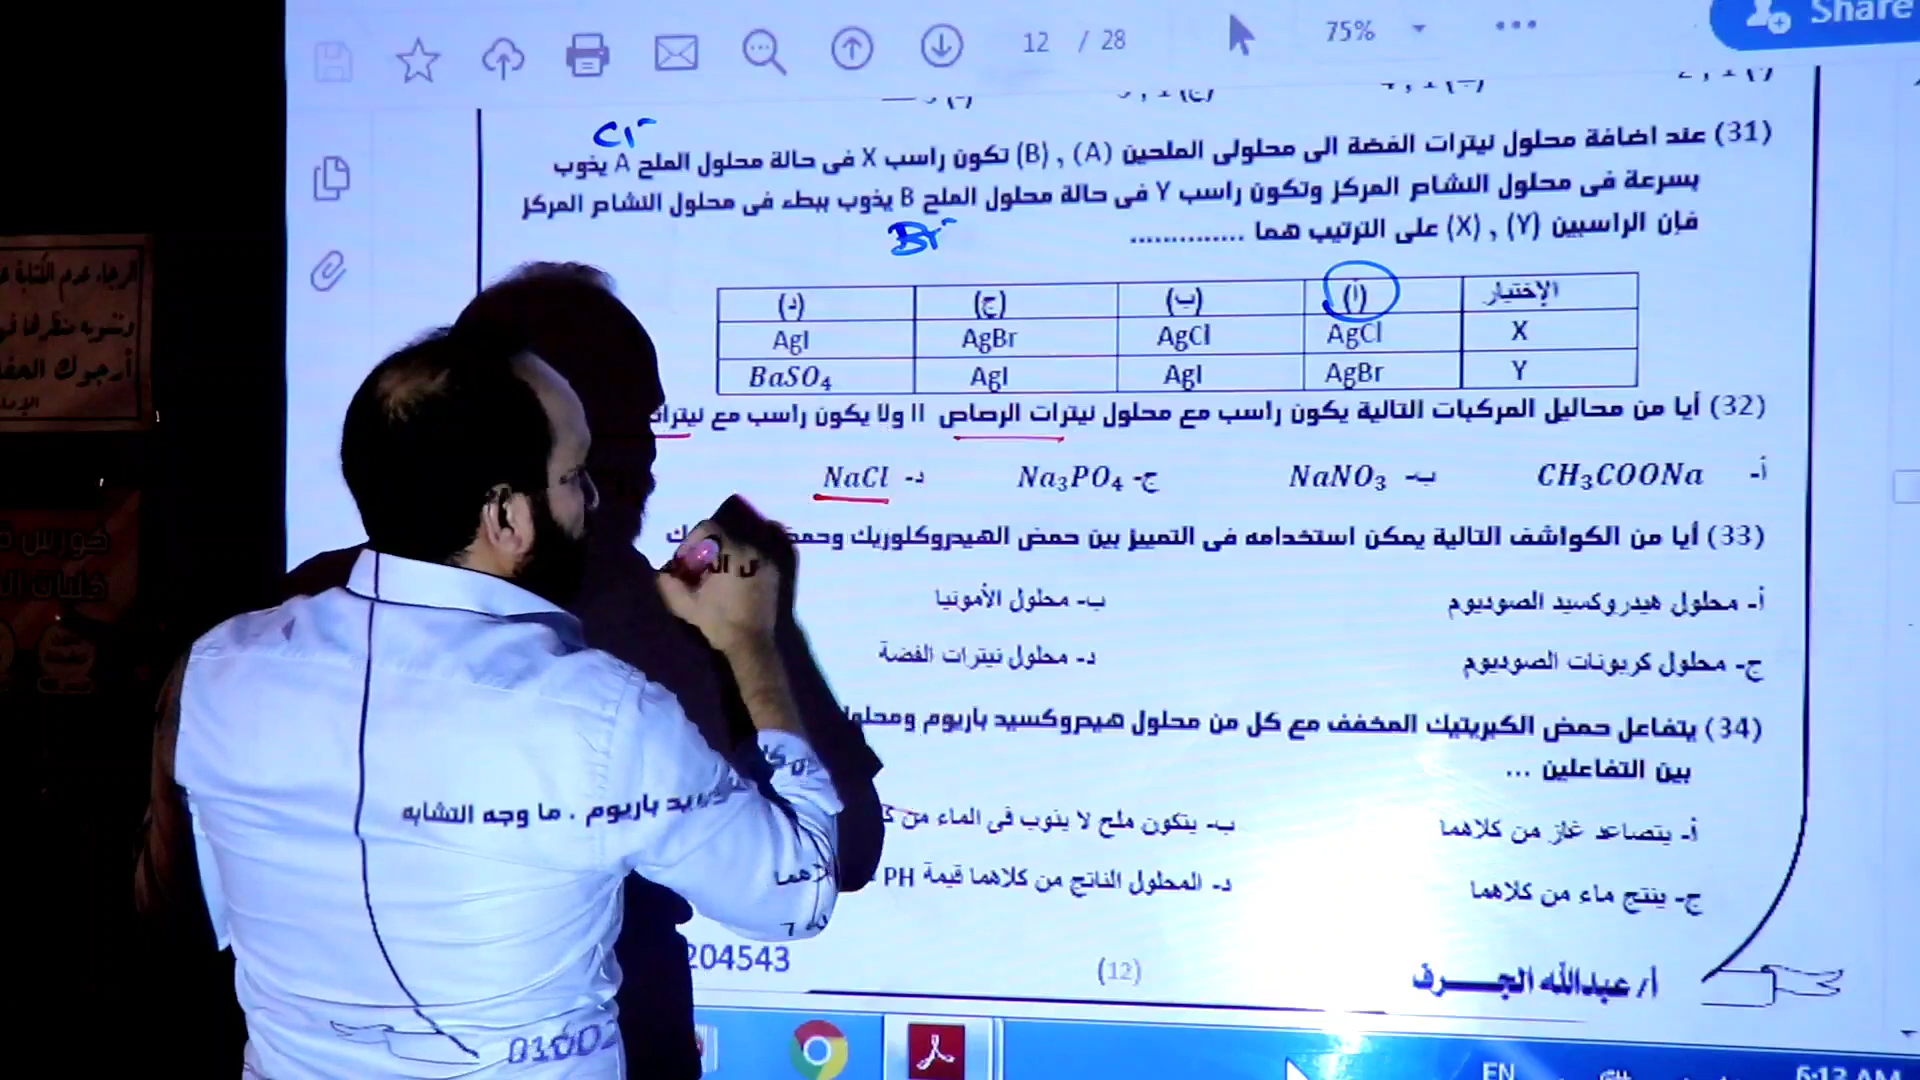 Share
12 / 28
75%
(31) عند اضافة محلول نيترات الفضة الى محلولى الملحين (A) , (B) تكون راسب X فى حالة محلول الملح A يذوب
Cl⁻
بسرعة فى محلول النشادر المركز وتكون راسب Y فى حالة محلول الملح B يذوب ببطء فى محلول النشادر المركز
Br⁻
فإن الراسبين (Y) , (X) على الترتيب هما ..............
الإختيار (أ) (ب) (ج) (د)
X AgCl AgCl AgBr AgI
Y AgBr AgI AgI BaSO₄
(32) أيا من محاليل المركبات التالية يكون راسب مع محلول نيترات الرصاص II ولا يكون راسب مع نيترات
أ- CH₃COONa ب- NaNO₃ ج- Na₃PO₄ د- NaCl
(33) أيا من الكواشف التالية يمكن استخدامه فى التمييز بين حمض الهيدروكلوريك وحمض
أ- محلول هيدروكسيد الصوديوم ب- محلول الأمونيا
ج- محلول كربونات الصوديوم د- محلول نيترات الفضة
(34) يتفاعل حمض الكبريتيك المخفف مع كل من محلول هيدروكسيد باريوم ومحلول باريوم . ما وجه التشابه
بين التفاعلين ...
أ- يتصاعد غاز من كلاهما ب- يتكون ملح لا يذوب فى الماء من
ج- ينتج ماء من كلاهما د- المحلول الناتج من كلاهما قيمة PH
204543
(12)
أ/ عبدالله الجرف
EN
6:13 AM